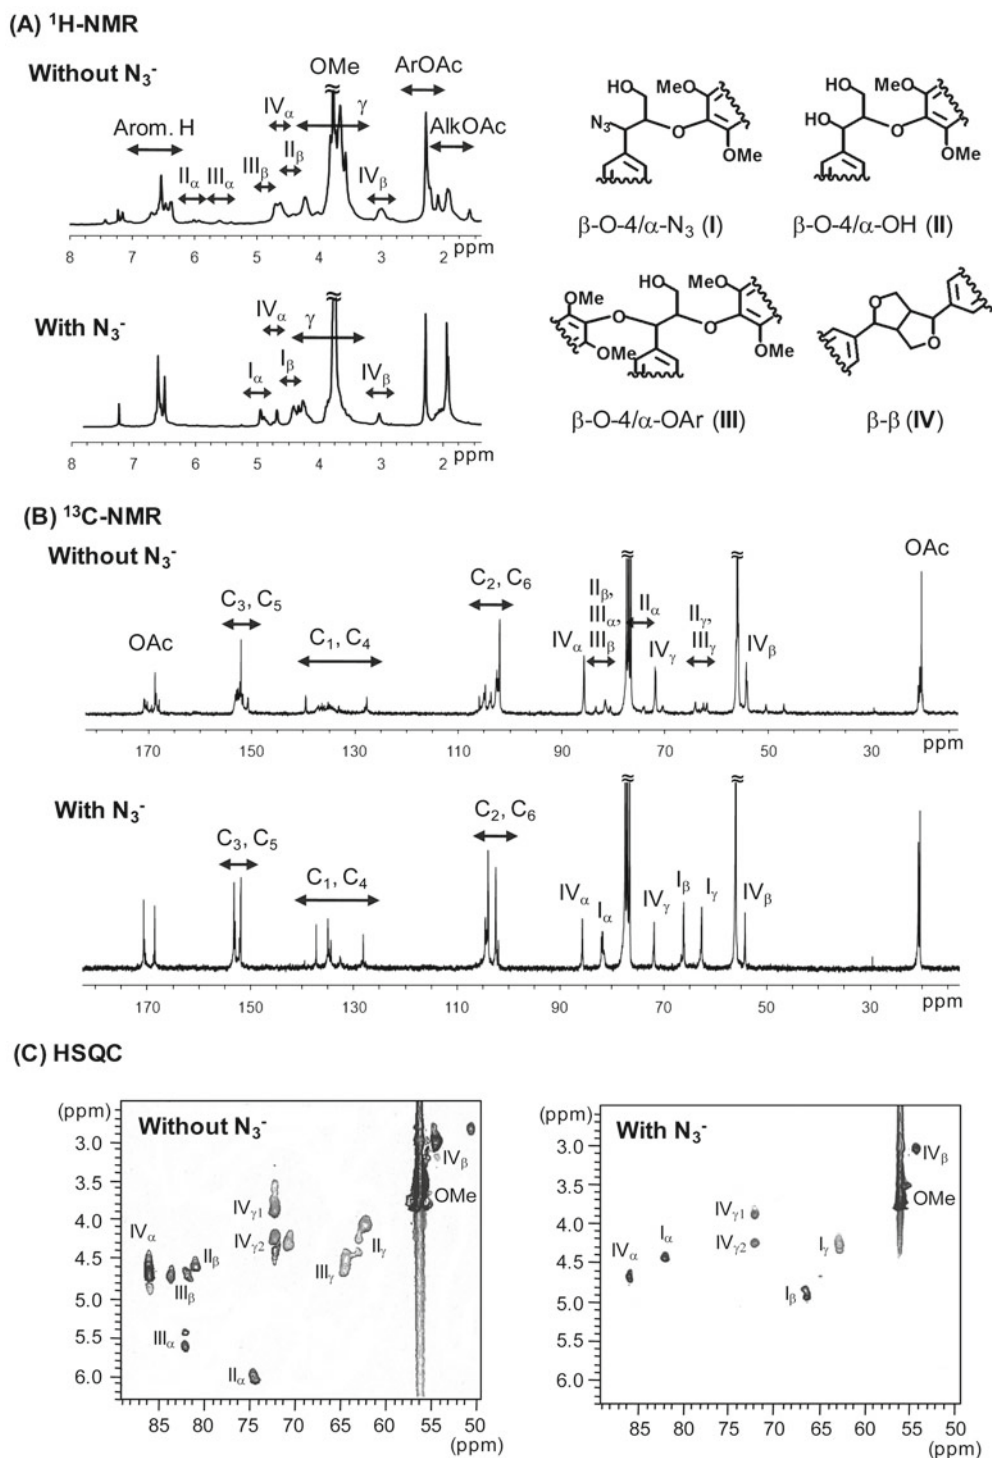 (A) ¹H-NMR
Without N₃⁻
Arom. H
IIα
IIIα
IIIβ
IVα
IIβ
OMe
γ
IVβ
ArOAc
AlkOAc
8 7 6 5 4 3 2 ppm
With N₃⁻
IVα
γ
Iβ
Iα
IVβ
8 7 6 5 4 3 2 ppm
HO
MeO
N₃
O
OMe
β-O-4/α-N₃ (I)
HO
MeO
HO
O
OMe
β-O-4/α-OH (II)
HO
MeO
OMe
O
O
OMe
OMe
β-O-4/α-OAr (III)
O
O
β-β (IV)
(B) ¹³C-NMR
Without N₃⁻
OAc
C₃, C₅
C₁, C₄
C₂, C₆
IVα
IIβ,
IIIα,
IIIβ
IIα
IVγ
IIγ,
IIIγ
IVβ
OAc
170 150 130 110 90 70 50 30 ppm
With N₃⁻
C₃, C₅
C₁, C₄
C₂, C₆
IVα
Iα
IVγ
Iβ
Iγ
IVβ
170 150 130 110 90 70 50 30 ppm
(C) HSQC
(ppm)
Without N₃⁻
3.0
3.5
4.0
4.5
5.0
5.5
6.0
IVβ
OMe
IVγ1
IVγ2
IVα
IIβ
IIγ
IIIγ
IIIβ
IIIα
IIα
85 80 75 70 65 60 55 50
(ppm)
(ppm)
With N₃⁻
3.0
3.5
4.0
4.5
5.0
5.5
6.0
IVβ
OMe
IVγ1
IVγ2
Iγ
Iα
IVα
Iβ
85 80 75 70 65 60 55 50
(ppm)